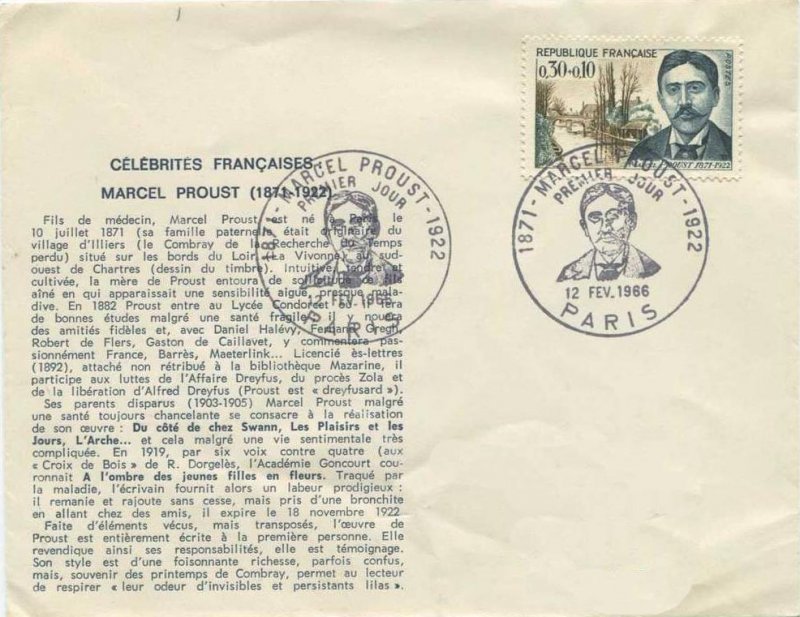 REPUBLIQUE FRANÇAISE
0,30+0,10
POSTES
MARCEL PROUST 1871-1922
1871-MARCEL PROUST-1922
PREMIER JOUR
12 FEV. 1966
PARIS
1871-MARCEL PROUST-1922
PREMIER JOUR
12 FEV. 1966
PARIS
CÉLÉBRITÉS FRANÇAISES
MARCEL PROUST (1871-1922)
Fils de médecin, Marcel Proust est né à Paris le
10 juillet 1871 (sa famille paternelle était originaire du
village d'Illiers (le Combray de la Recherche du Temps
perdu) situé sur les bords du Loir (La Vivonne) au sud-
ouest de Chartres (dessin du timbre). Intuitive, tendre et
cultivée, la mère de Proust entoura de sollicitude ce fils
aîné en qui apparaissait une sensibilité aiguë, presque mala-
dive. En 1882 Proust entre au Lycée Condorcet où il fera
de bonnes études malgré une santé fragile ; il y nouera
des amitiés fidèles et, avec Daniel Halévy, Fernand Gregh,
Robert de Flers, Gaston de Caillavet, y commentera pas-
sionnément France, Barrès, Maeterlink... Licencié ès-lettres
(1892), attaché non rétribué à la bibliothèque Mazarine, il
participe aux luttes de l'Affaire Dreyfus, du procès Zola et
de la libération d'Alfred Dreyfus (Proust est « dreyfusard »).
Ses parents disparus (1903-1905) Marcel Proust malgré
une santé toujours chancelante se consacre à la réalisation
de son œuvre : Du côté de chez Swann, Les Plaisirs et les
Jours, L'Arche... et cela malgré une vie sentimentale très
compliquée. En 1919, par six voix contre quatre (aux
« Croix de Bois » de R. Dorgelès), l'Académie Goncourt cou-
ronnait A l'ombre des jeunes filles en fleurs. Traqué par
la maladie, l'écrivain fournit alors un labeur prodigieux :
il remanie et rajoute sans cesse, mais pris d'une bronchite
en allant chez des amis, il expire le 18 novembre 1922
Faite d'éléments vécus, mais transposés, l'œuvre de
Proust est entièrement écrite à la première personne. Elle
revendique ainsi ses responsabilités, elle est témoignage.
Son style est d'une foisonnante richesse, parfois confus,
mais, souvenir des printemps de Combray, permet au lecteur
de respirer « leur odeur d'invisibles et persistants lilas ».